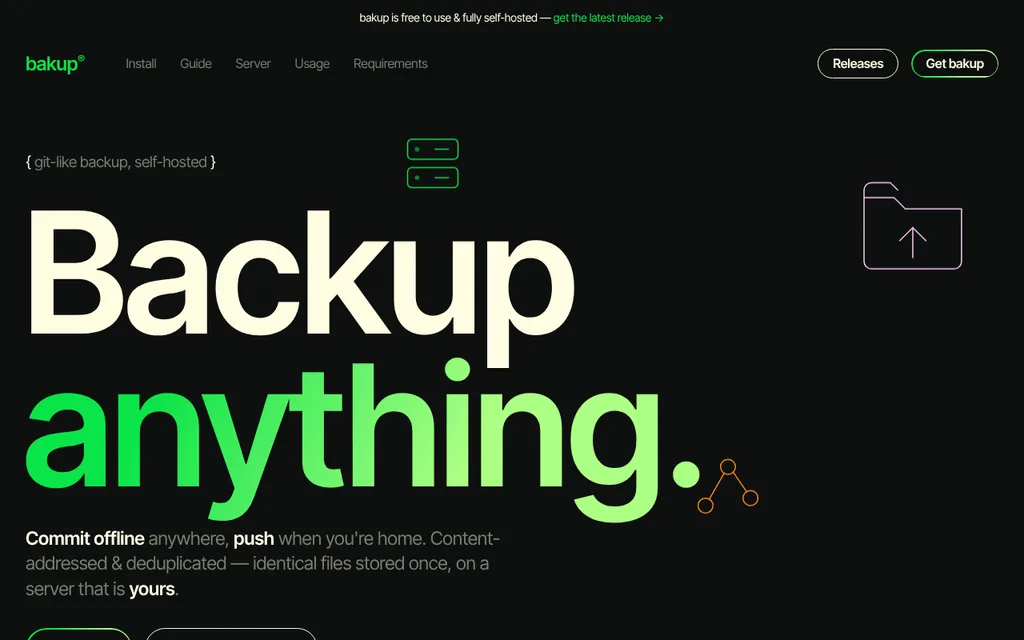 bakup is free to use & fully self-hosted — get the latest release →
bakup®
Install
Guide
Server
Usage
Requirements
Releases
Get bakup
{ git-like backup, self-hosted }
Backup
anything.
Commit offline anywhere, push when you're home. Content-
addressed & deduplicated — identical files stored once, on a
server that is yours.